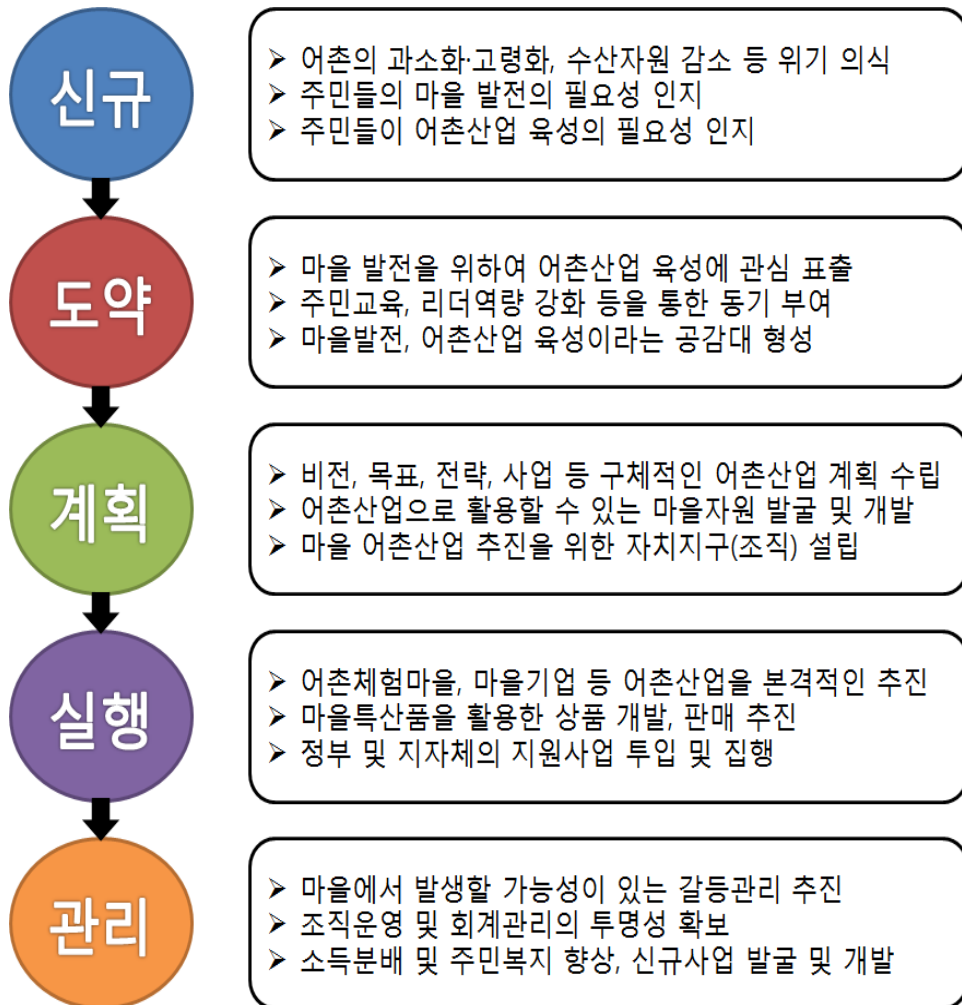 신규
➤ 어촌의 과소화·고령화, 수산자원 감소 등 위기 의식
➤ 주민들의 마을 발전의 필요성 인지
➤ 주민들이 어촌산업 육성의 필요성 인지
도약
➤ 마을 발전을 위하여 어촌산업 육성에 관심 표출
➤ 주민교육, 리더역량 강화 등을 통한 동기 부여
➤ 마을발전, 어촌산업 육성이라는 공감대 형성
계획
➤ 비전, 목표, 전략, 사업 등 구체적인 어촌산업 계획 수립
➤ 어촌산업으로 활용할 수 있는 마을자원 발굴 및 개발
➤ 마을 어촌산업 추진을 위한 자치지구(조직) 설립
실행
➤ 어촌체험마을, 마을기업 등 어촌산업을 본격적인 추진
➤ 마을특산품을 활용한 상품 개발, 판매 추진
➤ 정부 및 지자체의 지원사업 투입 및 집행
관리
➤ 마을에서 발생할 가능성이 있는 갈등관리 추진
➤ 조직운영 및 회계관리의 투명성 확보
➤ 소득분배 및 주민복지 향상, 신규사업 발굴 및 개발